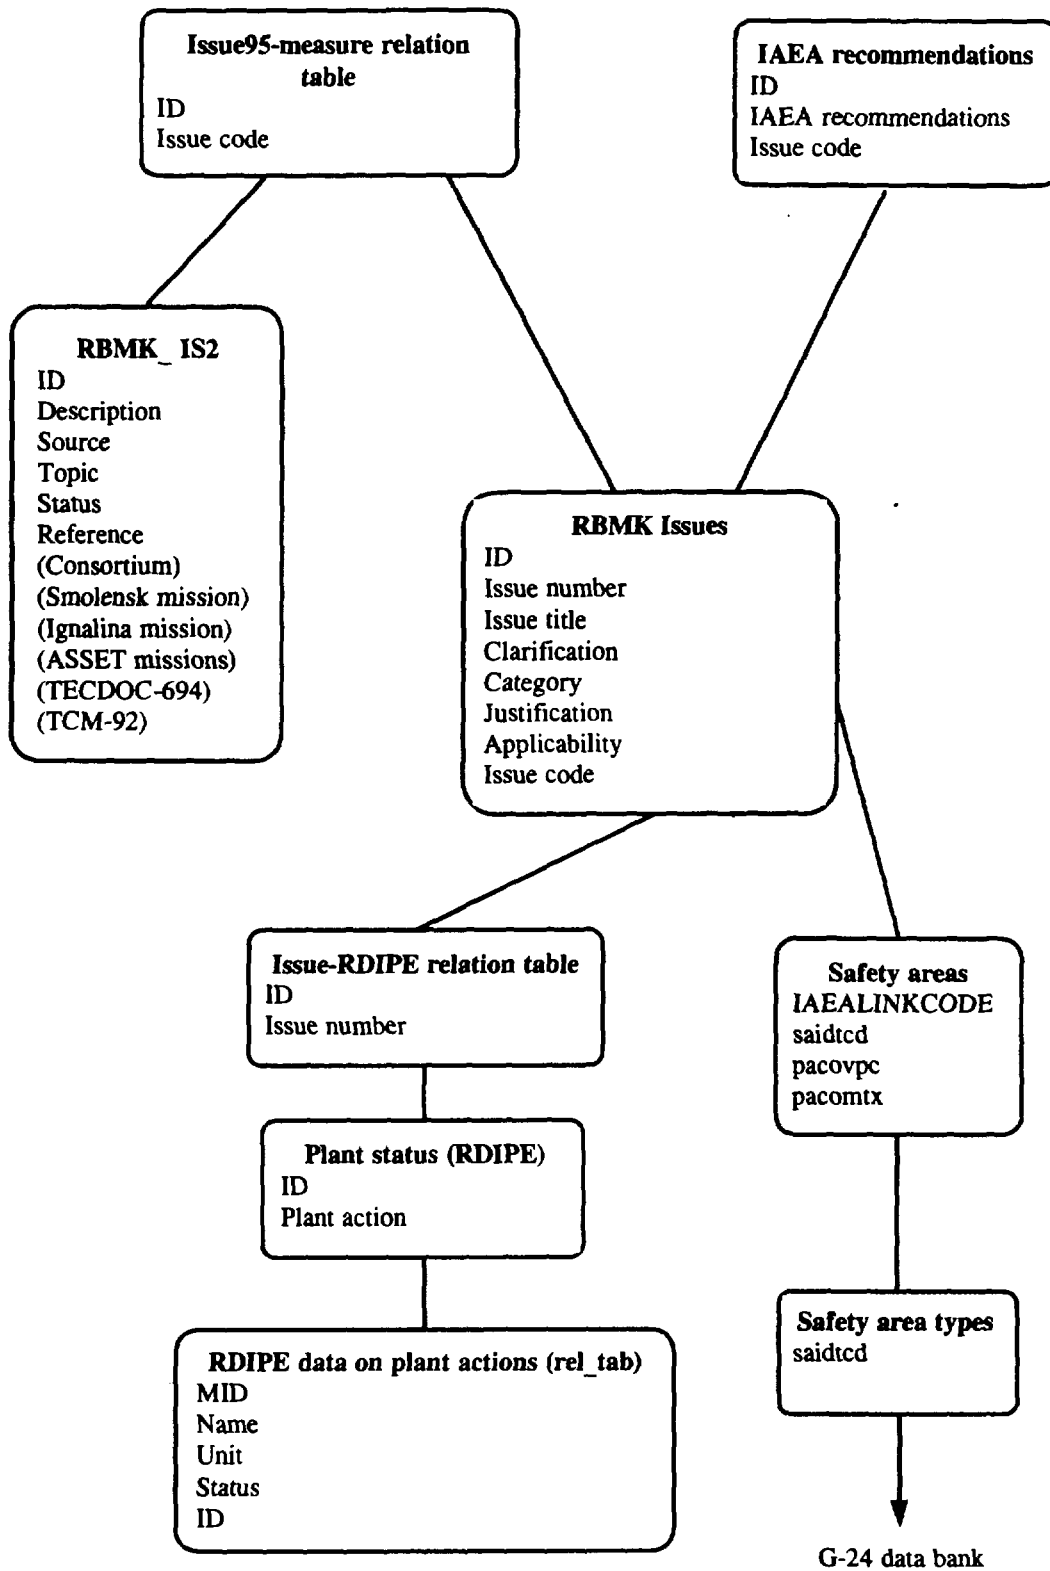 Issue95-measure relation
table
ID
Issue code
IAEA recommendations
ID
IAEA recommendations
Issue code
RBMK_ IS2
ID
Description
Source
Topic
Status
Reference
(Consortium)
(Smolensk mission)
(Ignalina mission)
(ASSET missions)
(TECDOC-694)
(TCM-92)
RBMK Issues
ID
Issue number
Issue title
Clarification
Category
Justification
Applicability
Issue code
Issue-RDIPE relation table
ID
Issue number
Safety areas
IAEALINKCODE
saidtcd
pacovpc
pacomtx
Plant status (RDIPE)
ID
Plant action
Safety area types
saidtcd
RDIPE data on plant actions (rel_tab)
MID
Name
Unit
Status
ID
G-24 data bank